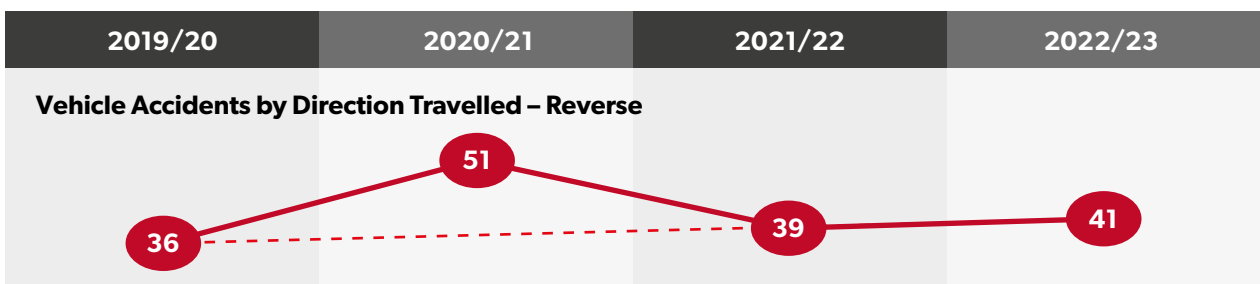 2019/20 2020/21 2021/22 2022/23
Vehicle Accidents by Direction Travelled – Reverse
36 51 39 41